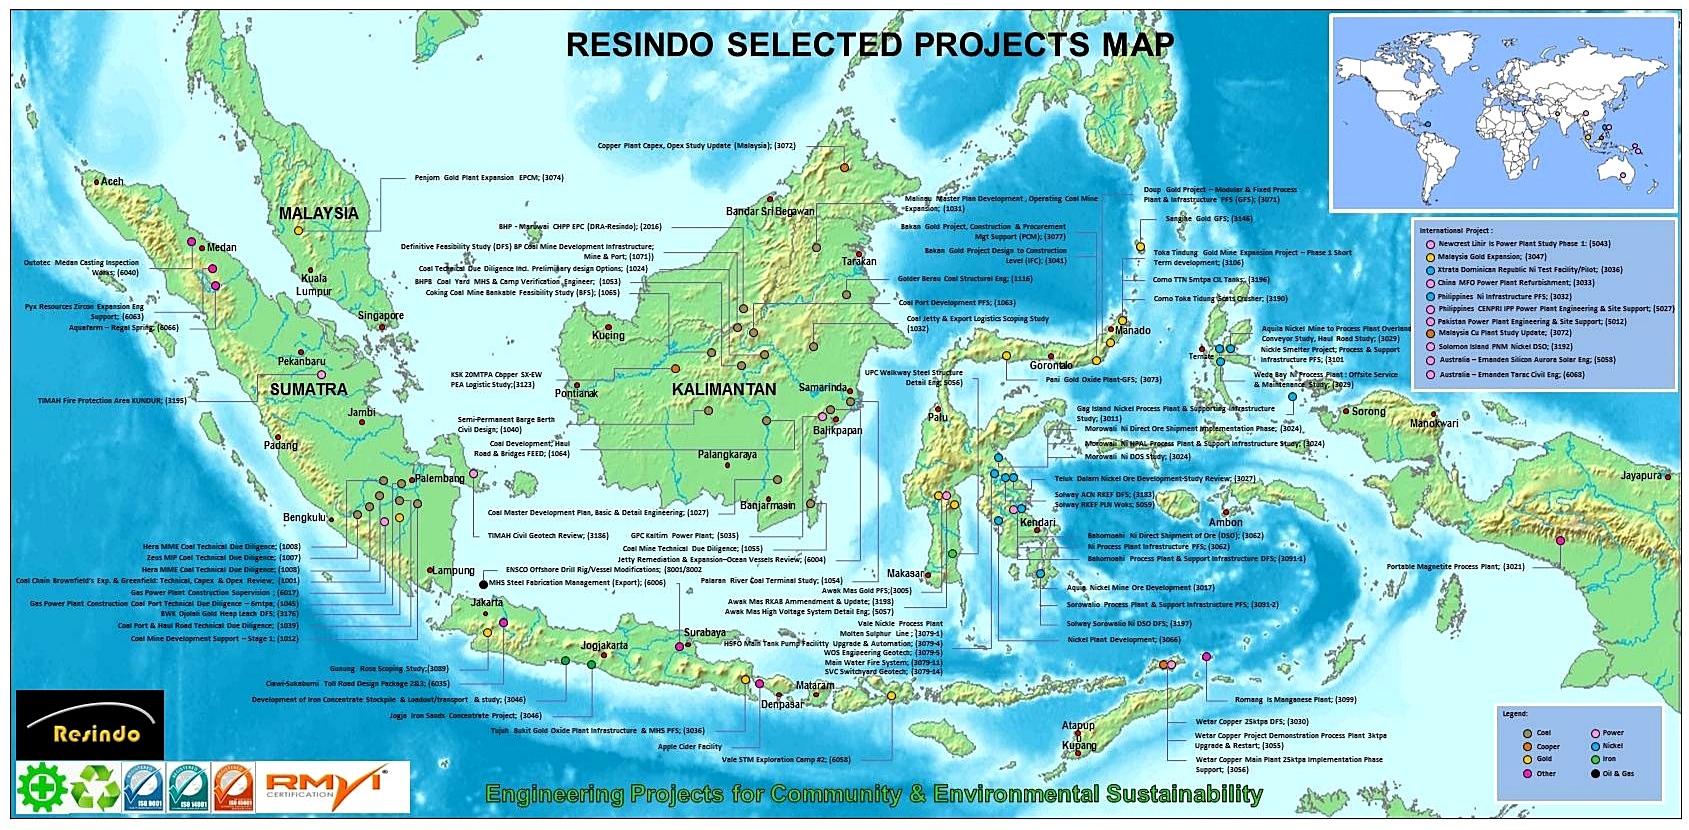 RESINDO SELECTED PROJECTS MAP
Copper Plant Capex, Opex Study Update (Malaysia); (3072)
Penjom Gold Plant Expansion EPCM; (3074)
Aceh
MALAYSIA
Medan
Kuala
Lumpur
Singapore
Outotec Medan Casting Inspection
Works; (6040)
Pyx Resources Zircon Expansion Eng
Support; (6063)
Aquafarm – Regal Spring; (6066)
Pekanbaru
SUMATRA
TIMAH Fire Protection Area KUNDUR; (3195)
Jambi
Padang
Palembang
Bengkulu
Lampung
BHP - Maruwai CHPP EPC (DRA-Resindo); (2016)
Definitive Feasibility Study (DFS) BP Coal Mine Development Infrastructure;
Mine & Port; (1071))
Coal Technical Due Diligence Incl. Preliminary design Options; (1024)
BHPB Coal Yard MHS & Camp Verification Engineer; (1053)
Coking Coal Mine Bankable Feasibility Study (BFS); (1065)
Bandar Sri Begawan
Tarakan
Kucing
KSK 20MTPA Copper SX-EW
PEA Logistic Study;(3123)
Pontianak
KALIMANTAN
Samarinda
Balikpapan
Semi-Permanent Barge Berth
Civil Design; (1040)
Coal Development, Haul
Road & Bridges FEED; (1064)
Palangkaraya
Banjarmasin
Coal Master Development Plan, Basic & Detail Engineering; (1027)
TIMAH Civil Geotech Review; (3186)
GPC Kaltim Power Plant; (5035)
Coal Mine Technical Due Diligence; (1055)
Jetty Remediation & Expansion–Ocean Vessels Review; (6004)
ENSCO Offshore Drill Rig/Vessel Modifications; (8001/8002
MHS Steel Fabrication Management (Export); (6006)
Palaran River Coal Terminal Study; (1054)
Malinau Master Plan Development , Operating Coal Mine
Expansion; (1031)
Bakan Gold Project, Construction & Procurement
Mgt Support (PCM); (3077)
Bakan Gold Project Design to Construction
Level (IFC); (3041)
Golder Berau Coal Structural Eng; (1116)
Coal Port Development PFS; (1063)
Coal Jetty & Export Logistics Scoping Study
(1032)
UPC Walkway Steel Structure
Detail Eng; 5056)
Doup Gold Project – Modular & Fixed Process
Plant & Infrastructure PFS (GFS); (3071)
Sangihe Gold GFS; (3146)
Toka Tindung Gold Mine Expansion Project – Phase 1 Short
Term development; (3106)
Como TTN 5mtpa CIL Tanks; (3196)
Como Toka Tidung Scats Crusher; (3190)
Manado
Gorontalo
Pani Gold Oxide Plant-GFS; (3073)
Palu
Ternate
Aquila Nickel Mine to Process Plant Overland
Conveyor Study, Haul Road Study; (3029)
Nickle Smelter Project; Process & Support
Infrastructure PFS; (3101
Weda Bay Ni Process Plant : Offsite Service
& Maintenance Study; (3029)
Gag Island Nickel Process Plant & Supporting Infrastructure
Study; (3011)
Morowali Ni Direct Ore Shipment Implementation Phase; (3024)
Morowali Ni HPAL Process Plant & Support Infrastructure Study; (3024)
Morowali Ni DOS Study; (3024)
Teluk Dalam Nickel Ore Development-Study Review; (3027)
Solway ACN RKEF DFS; (3183)
Solway RKEF PLN Woks; 5059)
Sorong
Manokwari
Jayapura
Ambon
Kendari
Bahomoahi Ni Direct Shipment of Ore (DSO); (3062)
Ni Process Plant Infrastructure PFS; (3062)
Bahomoahi Process Plant & Support Infrastructure DFS; (3091-1)
Portable Magnetite Process Plant; (3021)
Makasar
Aqua Nickel Mine Ore Development (3017)
Sorowalio Process Plant & Support Infrastructure PFS; (3091-2)
Solway Sorowalio Ni DSO DFS; (3197)
Nickel Plant Development; (3066)
Awak Mas Gold PFS;(3005)
Awak Mas RKAB Ammendment & Update; (3198)
Awak Mas High Voltage System Detail Eng; (5057)
Vale Nickle Process Plant
Molten Sulphur Line ; (3079-1)
HSFO Main Tank Pump Facility Upgrade & Automation; (3079-4)
WOS Engineering Geotech; (3079-5)
Main Water Fire System; (3079-11)
SVC Switchyard Geotech; (3079-14)
Hera MME Coal Technical Due Diligence; (1008)
Zeus MIP Coal Technical Due Diligence; (1007)
Hera MME Coal Technical Due Diligence; (1008)
Coal Chain Brownfield's Exp. & Greenfield: Technical, Capex & Opex Review; (1001)
Gas Power Plant Construction Supervision ; (6017)
Gas Power Plant Construction Coal Port Technical Due Diligence – 6mtpa; (1045)
BWK Djolali Gold Heap Leach DFS; (3176)
Coal Port & Haul Road Technical Due Diligence; (1039)
Coal Mine Development Support – Stage 1; (1012)
Jakarta
Jogjakarta
Surabaya
Mataram
Denpasar
Atapup
Kupang
Gunung Rosa Scoping Study;(3089)
Ciawi-Sukabumi Toll Road Design Package 2&3; (6035)
Development of Iron Concentrate Stockpile & Loadout/transport & study; (3046)
Jogja Iron Sands Concentrate Project; (3046)
Tujuh Bukit Gold Oxide Plant Infrastructure & MHS PFS; (3036)
Apple Cider Facility
Vale STM Exploration Camp #2; (6058)
Romang Is Manganese Plant; (3099)
Wetar Copper 25ktpa DFS; (3030)
Wetar Copper Project Demonstration Process Plant 3ktpa
Upgrade & Restart; (3055)
Wetar Copper Main Plant 25ktpa Implementation Phase
Support; (3056)
International Project :
Newcrest Lihir Is Power Plant Study Phase 1; (5043)
Malaysia Gold Expansion; (3047)
Xtrata Dominican Republic Ni Test Facility/Pilot; (3036)
China MFO Power Plant Refurbishment; (3033)
Philippines Ni Infrastructure PFS; (3032)
Philippines CENPRI IPP Power Plant Engineering & Site Support; (5027)
Pakistan Power Plant Engineering & Site Support; (5012)
Malaysia Cu Plant Study Update; (3072)
Solomon Island PNM Nickel DSO; (3192)
Australia – Emanden Silicon Aurora Solar Eng; (5058)
Australia – Emanden Tarac Civil Eng; (6068)
Legend:
Coal
Copper
Gold
Other
Power
Nickel
Iron
Oil & Gas
Resindo
ISO 9001
ISO 14001
ISO 45001
RMVI
CERTIFICATION
Engineering Projects for Community & Environmental Sustainability